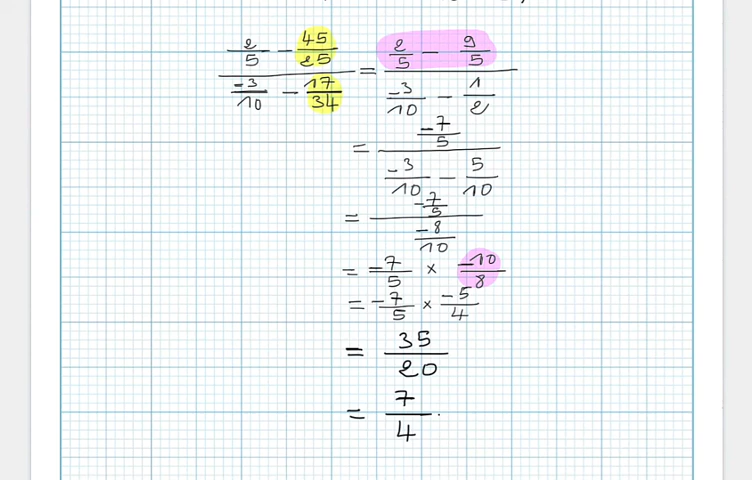 (2/5 − 45/25) / (−3/10 − 17/34) = (2/5 − 9/5) / (−3/10 − 1/2)
= (−7/5) / (−3/10 − 5/10)
= (−7/5) / (−8/10)
= −7/5 × −10/8
= −7/5 × −5/4
= 35/20
= 7/4